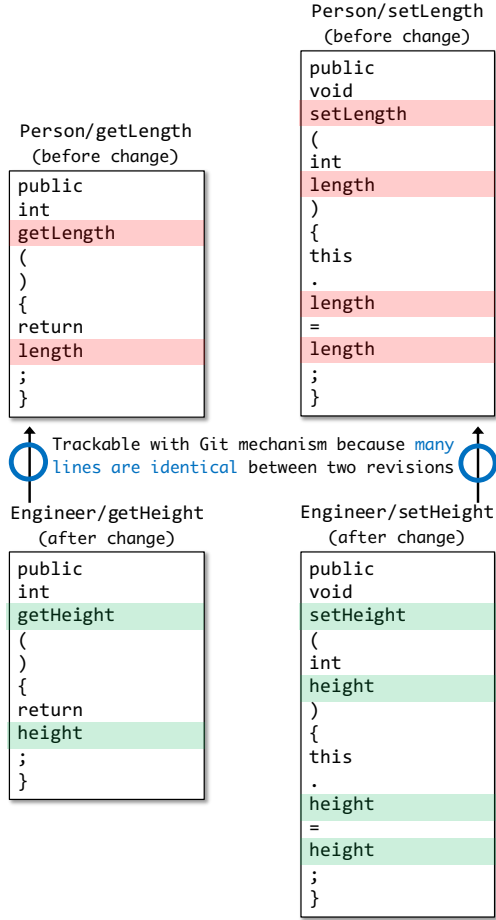 Person/setLength
(before change)
public
void
setLength
(
int
length
)
{
this
.
length
=
length
;
}
Person/getLength
(before change)
public
int
getLength
(
)
{
return
length
;
}
Trackable with Git mechanism because many
lines are identical between two revisions
Engineer/getHeight
(after change)
public
int
getHeight
(
)
{
return
height
;
}
Engineer/setHeight
(after change)
public
void
setHeight
(
int
height
)
{
this
.
height
=
height
;
}